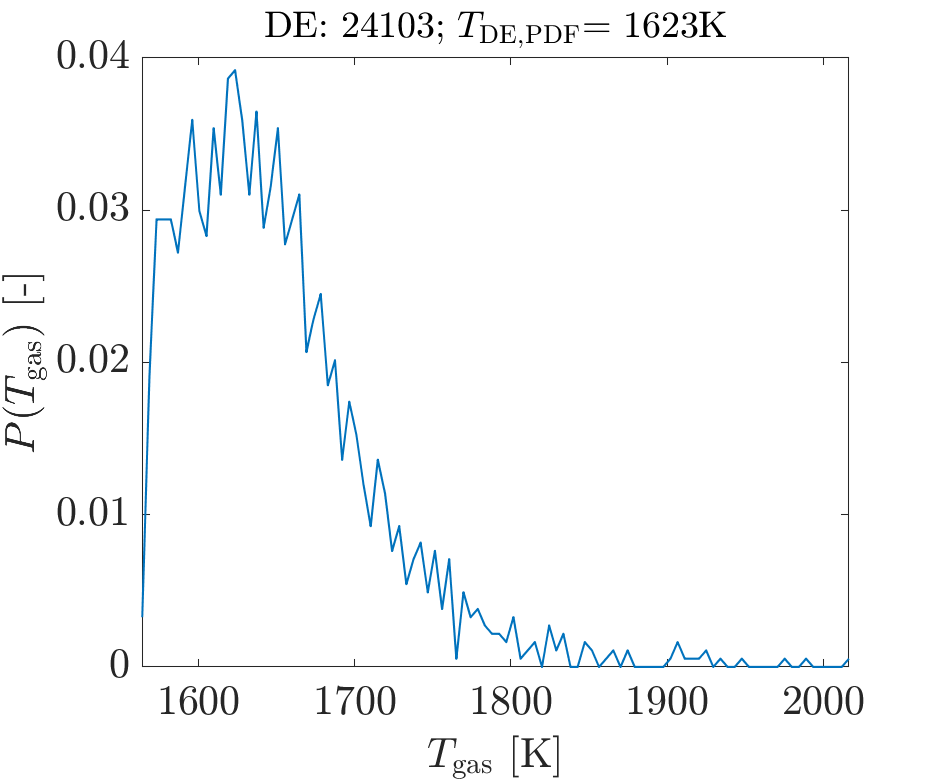 DE: 24103; T_DE,PDF= 1623K
0.04
0.03
0.02
0.01
0
P(T_gas) [-]
1600 1700 1800 1900 2000
T_gas [K]